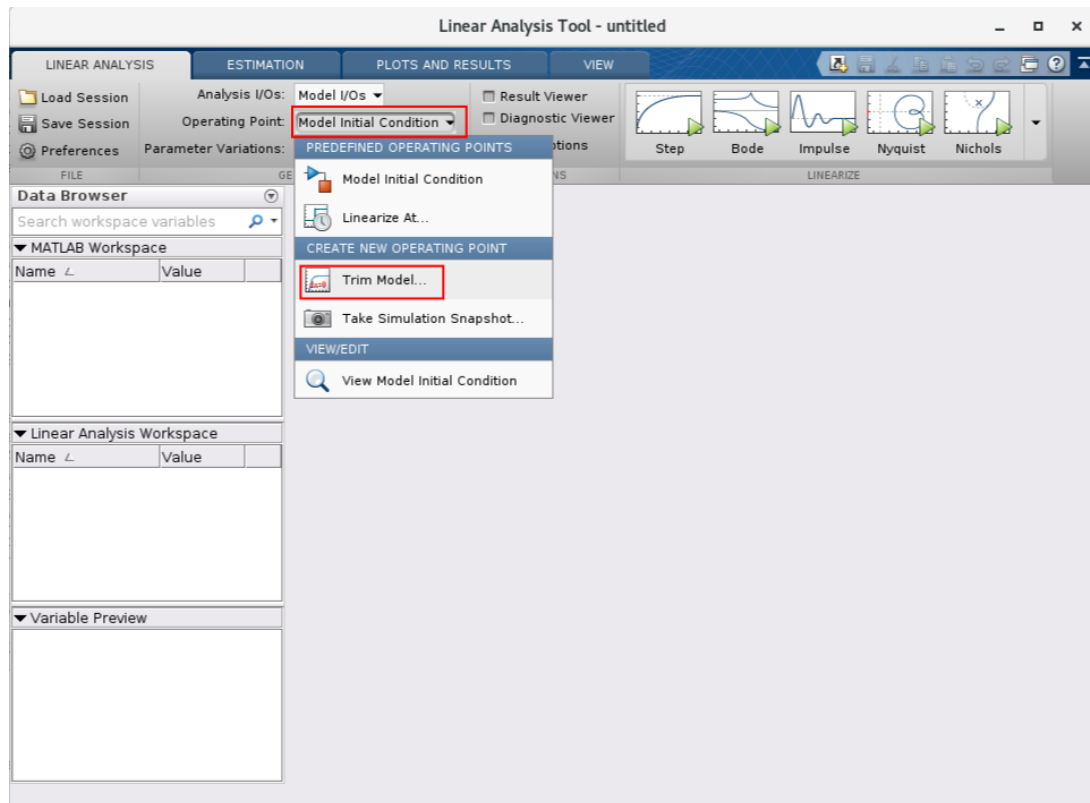 Linear Analysis Tool - untitled
LINEAR ANALYSIS
ESTIMATION
PLOTS AND RESULTS
VIEW
Load Session
Save Session
Preferences
FILE
Analysis I/Os:
Model I/Os
Operating Point:
Model Initial Condition
Parameter Variations:
Result Viewer
Diagnostic Viewer
Step
Bode
Impulse
Nyquist
Nichols
LINEARIZE
PREDEFINED OPERATING POINTS
Model Initial Condition
Linearize At...
CREATE NEW OPERATING POINT
Trim Model...
Take Simulation Snapshot...
VIEW/EDIT
View Model Initial Condition
Data Browser
Search workspace variables
MATLAB Workspace
Name Value
Linear Analysis Workspace
Name Value
Variable Preview